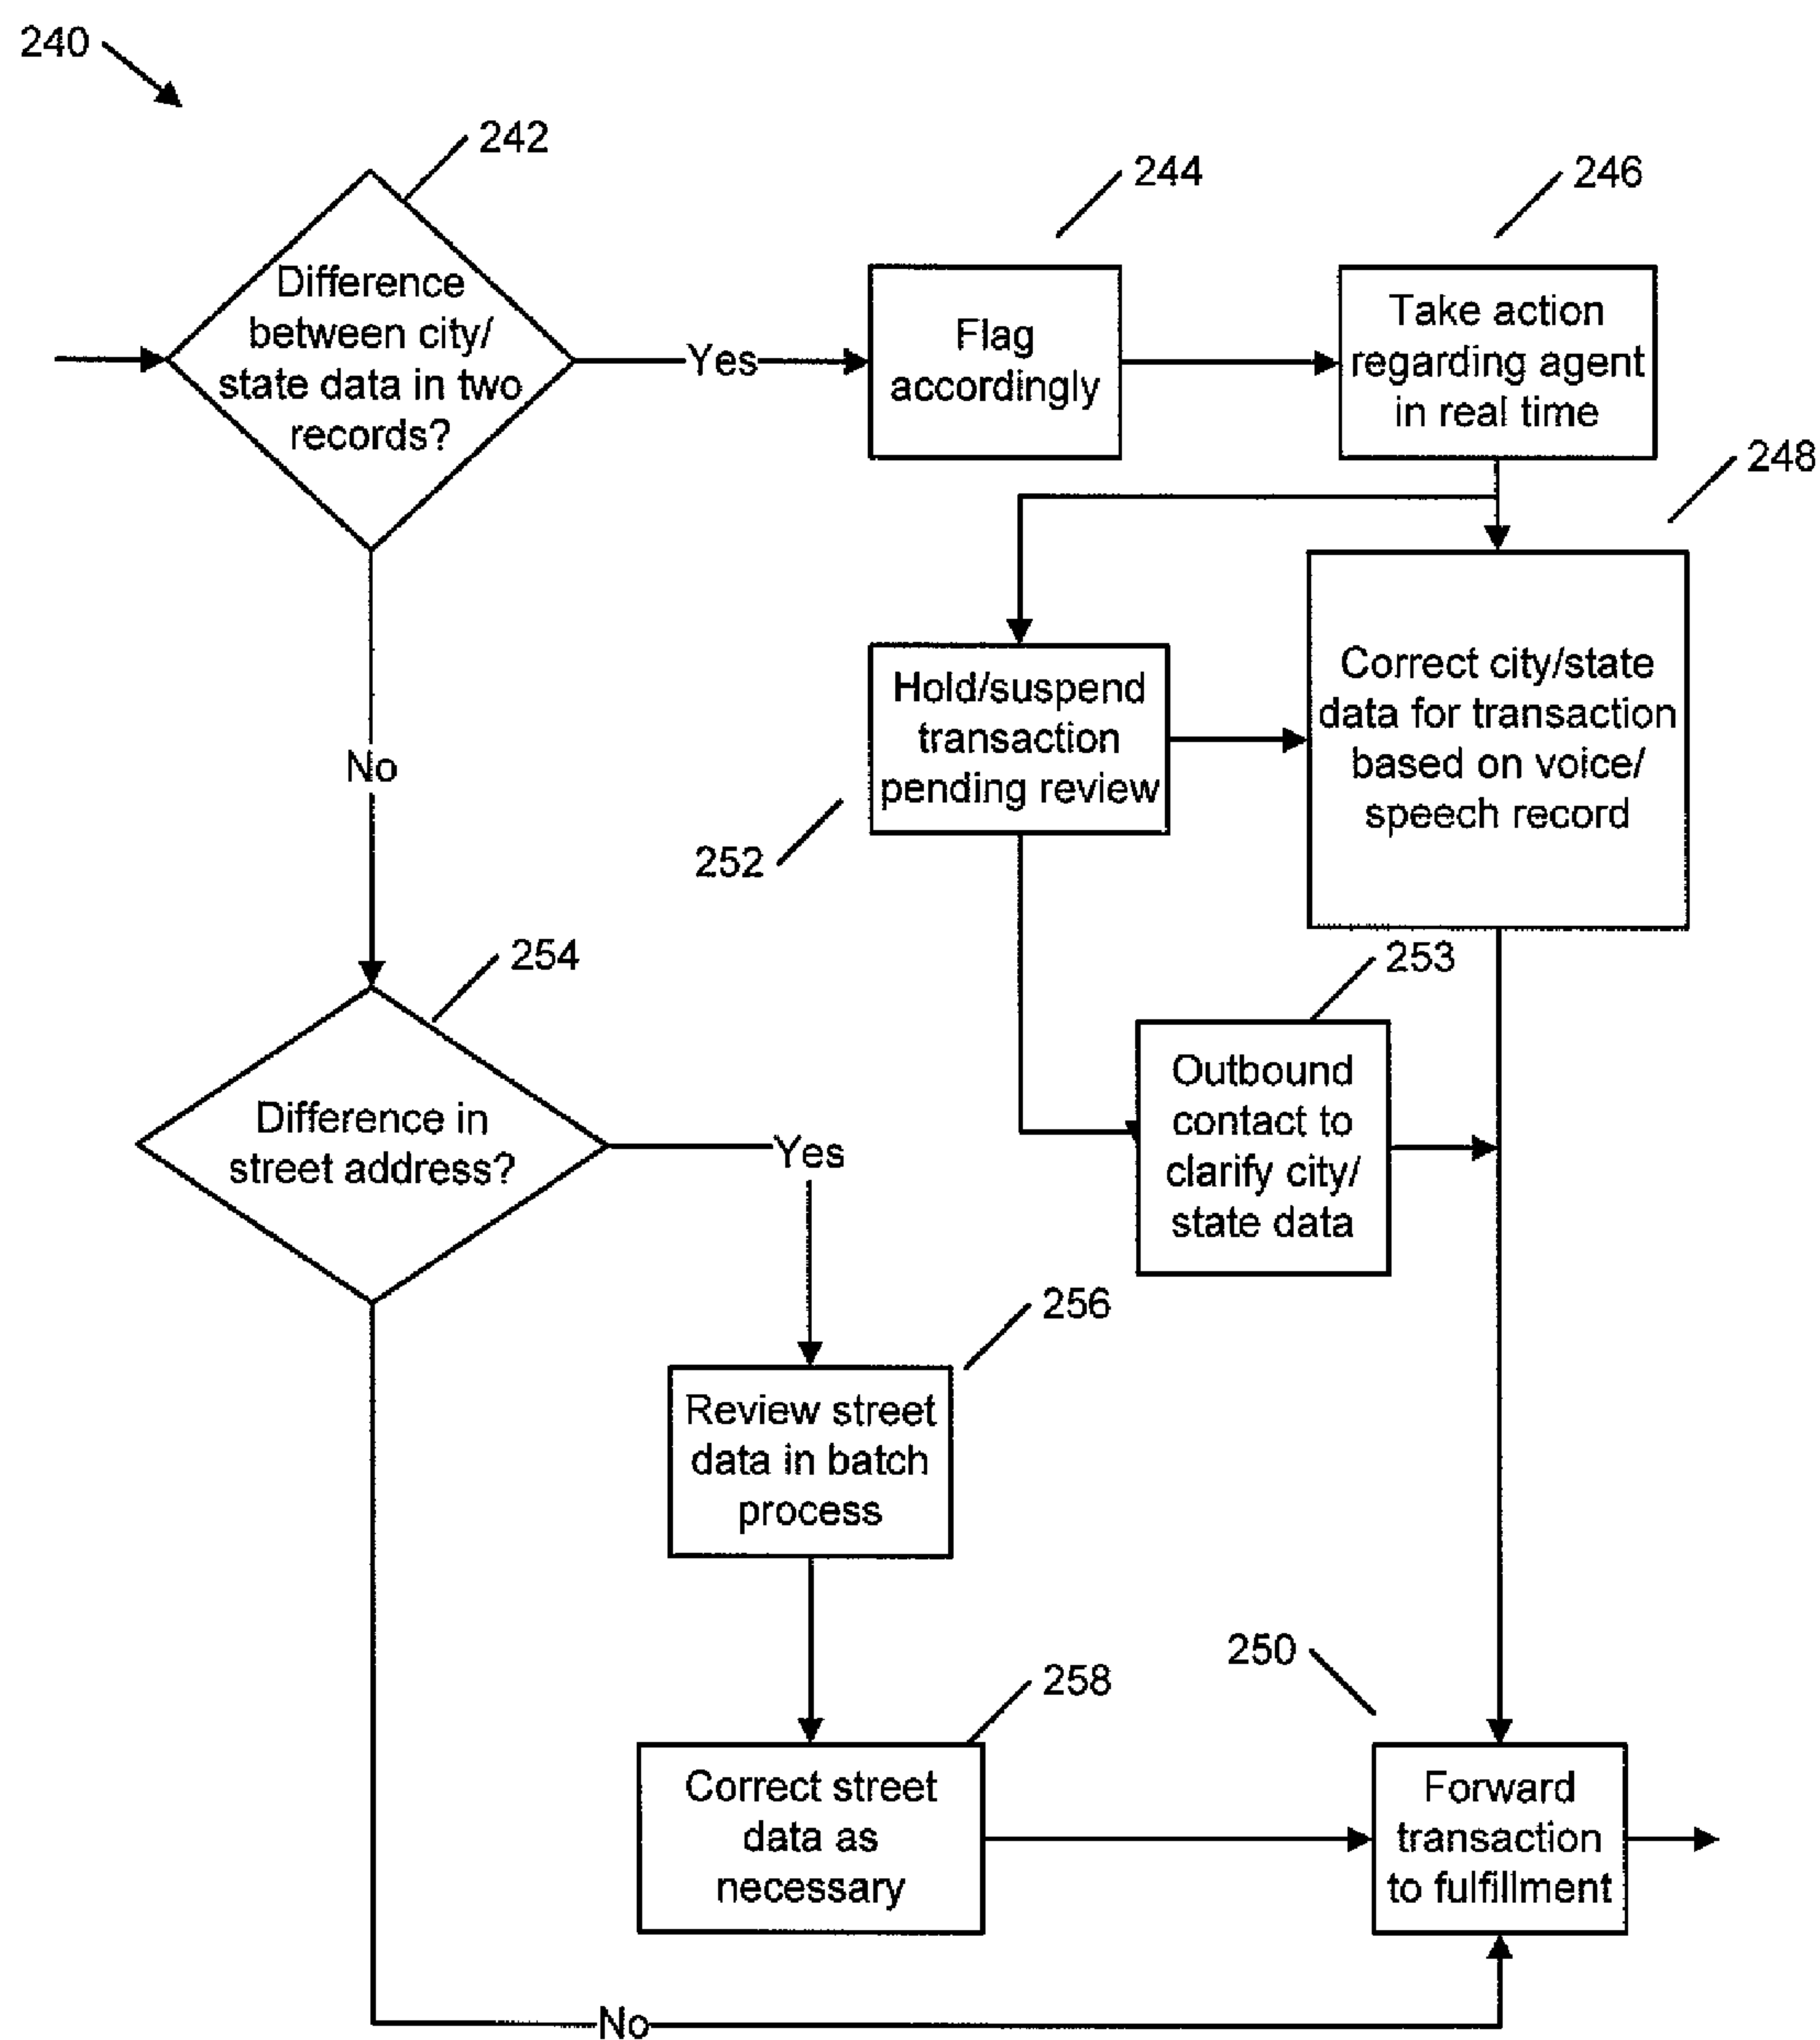 240
242
Difference
between city/
state data in two
records?
Yes
244
Flag
accordingly
246
Take action
regarding agent
in real time
248
Correct city/state
data for transaction
based on voice/
speech record
Hold/suspend
transaction
pending review
252
No
253
Outbound
contact to
clarify city/
state data
254
Difference in
street address?
Yes
256
Review street
data in batch
process
258
Correct street
data as
necessary
250
Forward
transaction
to fulfillment
No